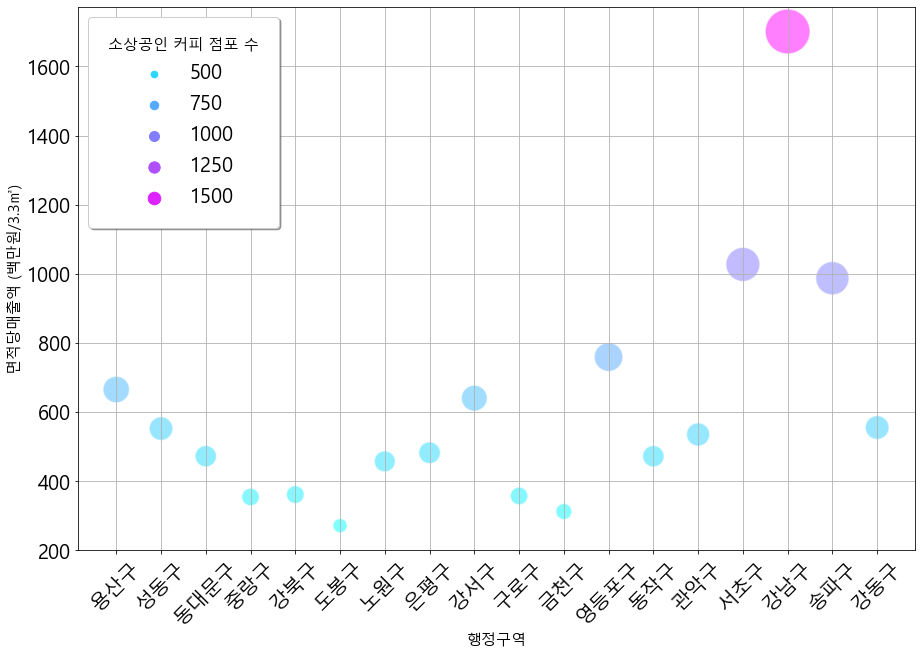 소상공인 커피 점포 수
500
750
1000
1250
1500
1600
1400
1200
1000
800
600
400
200
면적당매출액 (백만원/3.3㎡)
용산구
성동구
동대문구
중랑구
강북구
도봉구
노원구
은평구
강서구
구로구
금천구
영등포구
동작구
관악구
서초구
강남구
송파구
강동구
행정구역